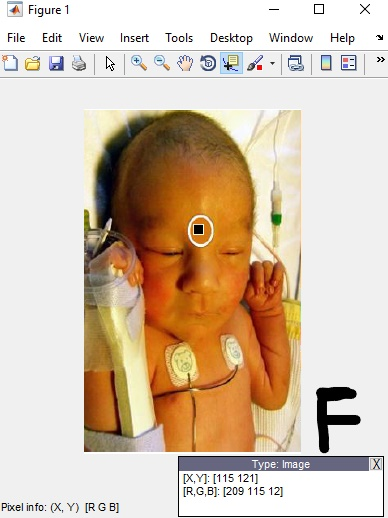 Figure 1
File Edit View Insert Tools Desktop Window Help
F
Type: Image X
[X,Y]: [115 121]
[R,G,B]: [209 115 12]
Pixel info: (X, Y) [R G B]